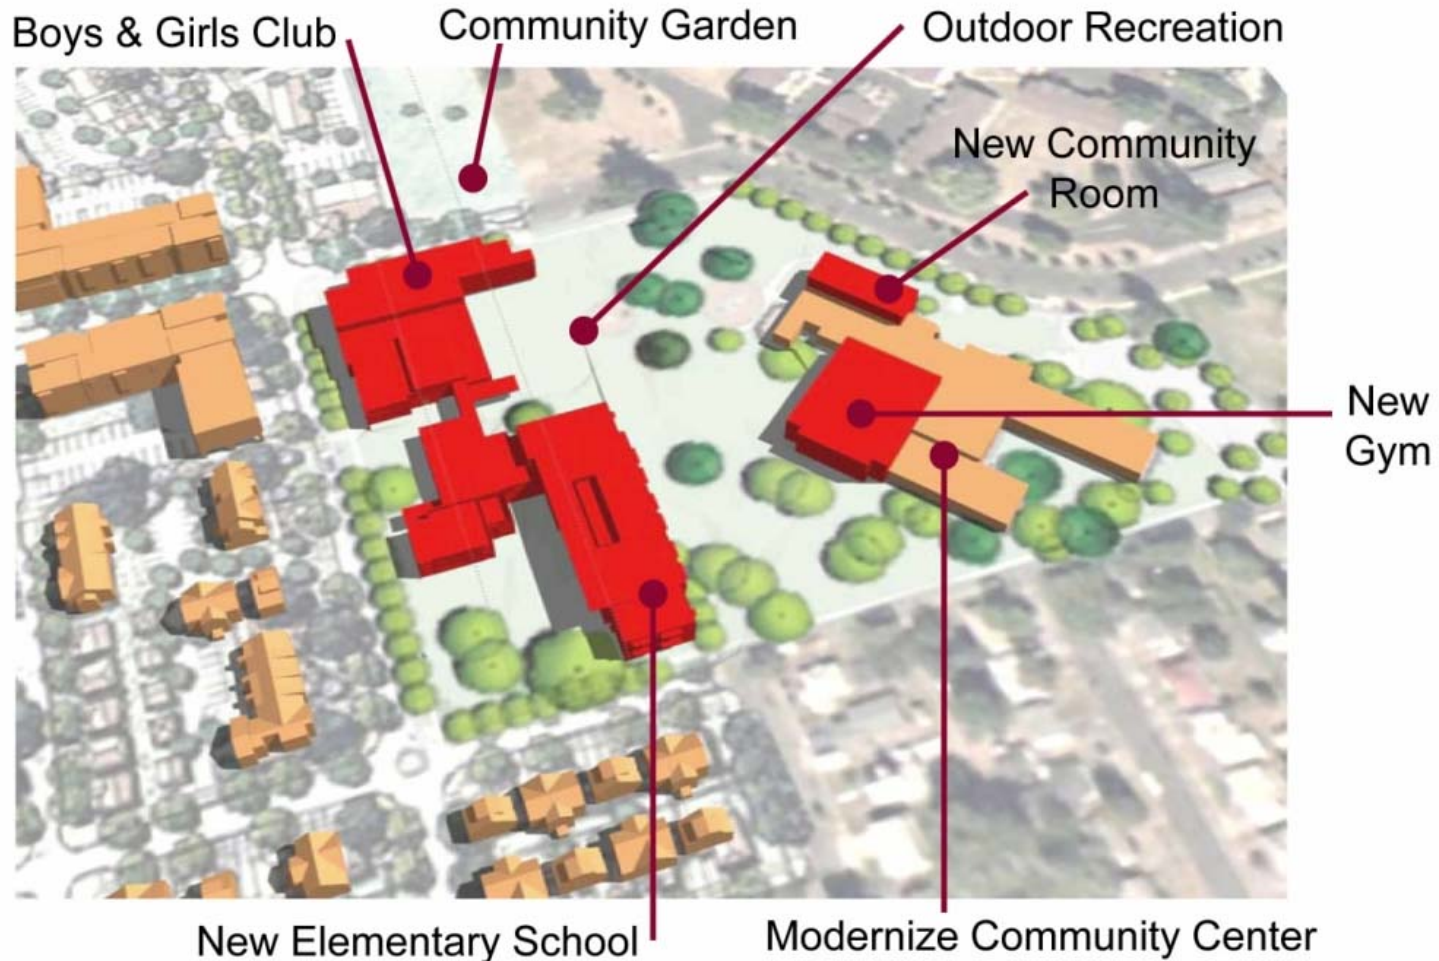 Boys & Girls Club
Community Garden
Outdoor Recreation
New Community
Room
New
Gym
New Elementary School
Modernize Community Center